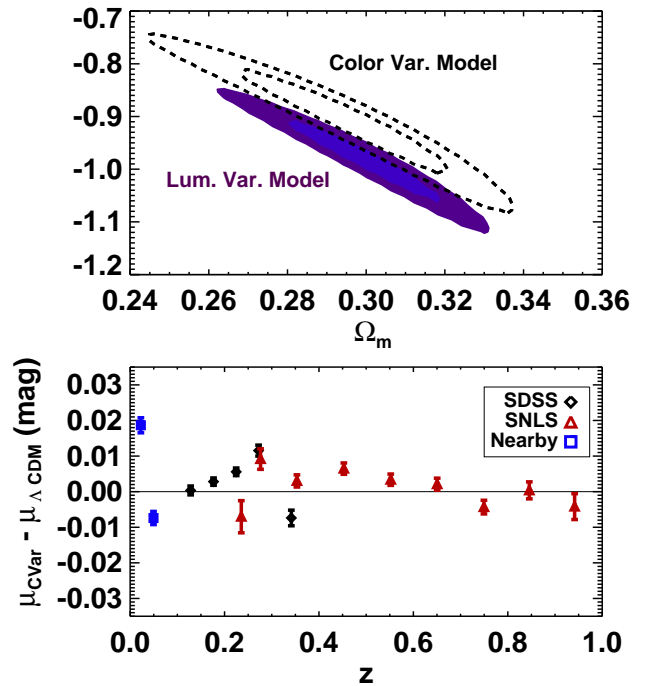 -0.7
-0.8
-0.9
-1.0
-1.1
-1.2
Color Var. Model
Lum. Var. Model
0.24 0.26 0.28 0.30 0.32 0.34 0.36
Ωm
μCVar - μΛ CDM (mag)
0.03
0.02
0.01
0.00
-0.01
-0.02
-0.03
SDSS
SNLS
Nearby
0.0 0.2 0.4 0.6 0.8 1.0
z